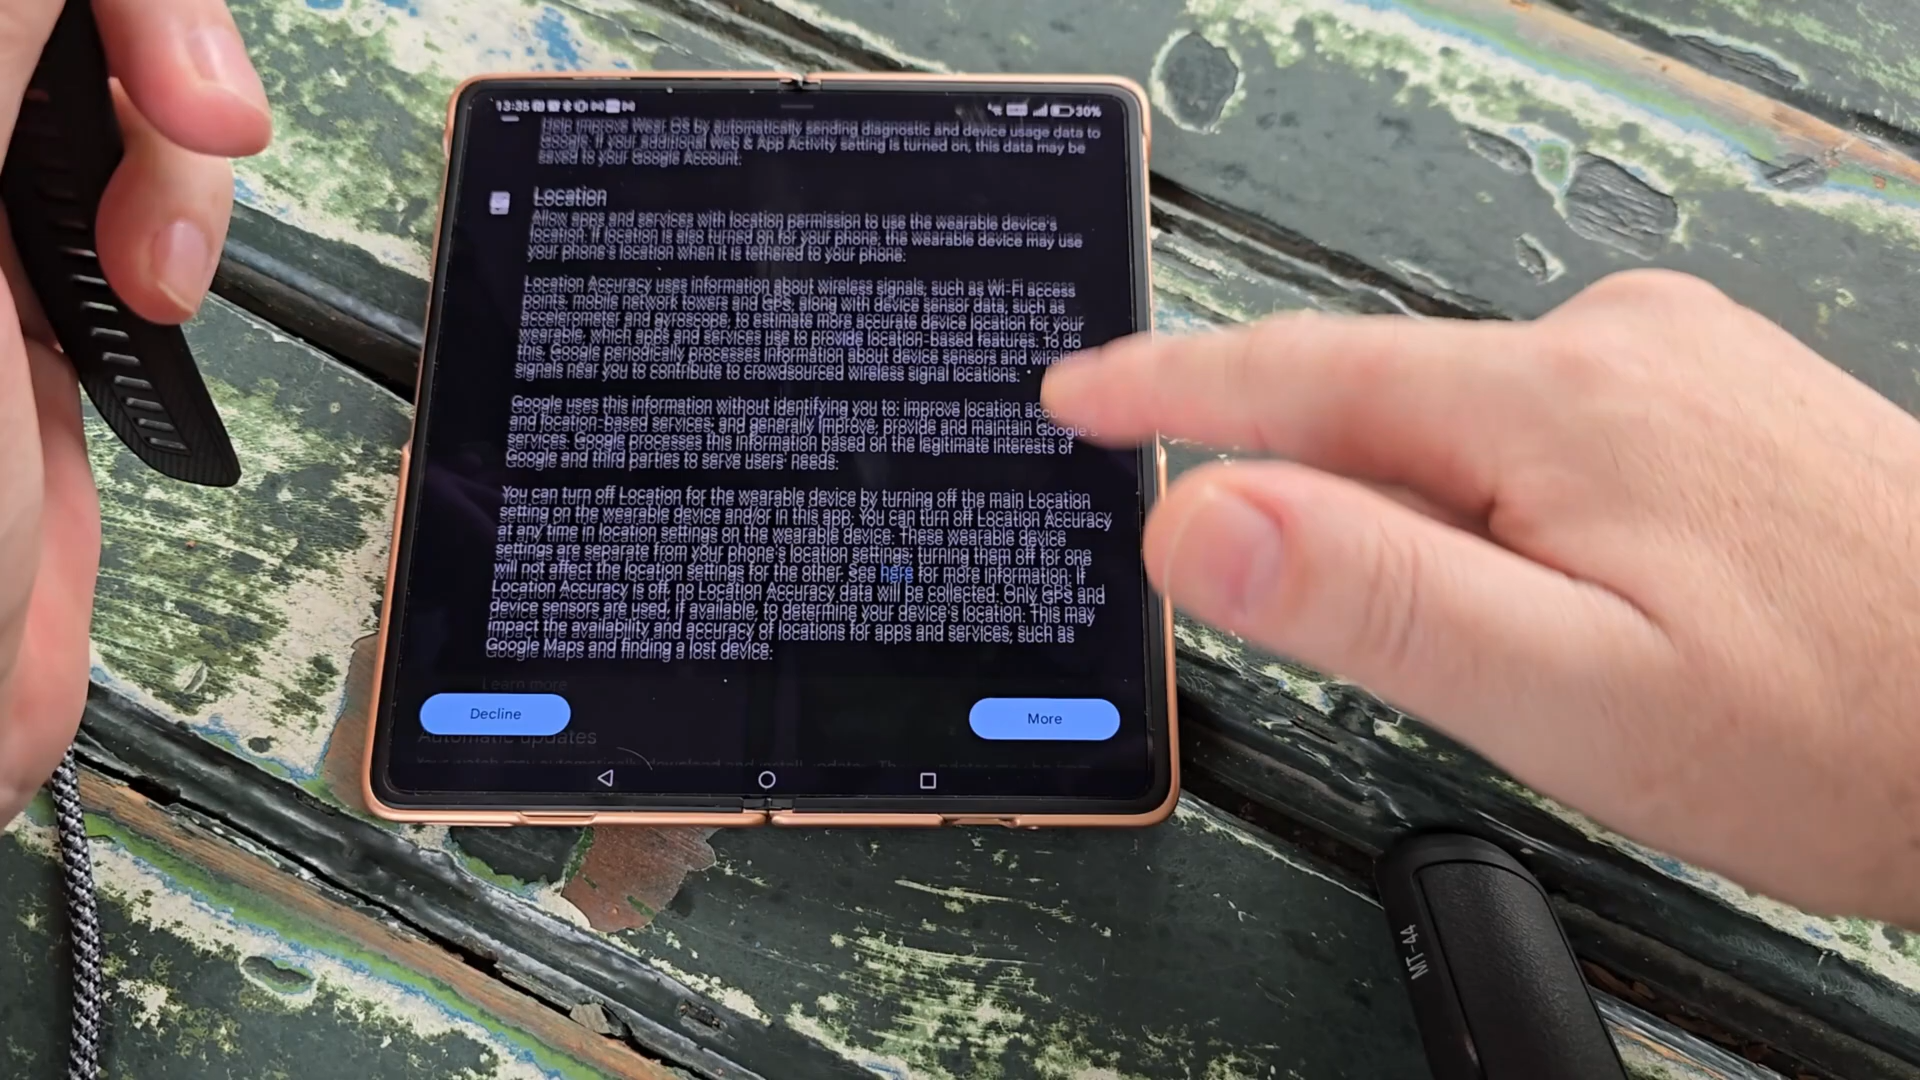 13:35
30%
Help improve Wear OS by automatically sending diagnostic and device usage data to
Google. If your additional Web & App Activity setting is turned on, this data may be
saved to your Google Account.
Location
Allow apps and services with location permission to use the wearable device's
location. If location is also turned on for your phone, the wearable device may use
your phone's location when it is tethered to your phone.
Location Accuracy uses information about wireless signals, such as Wi-Fi access
points, mobile network towers and GPS, along with device sensor data, such as
accelerometer and gyroscope, to estimate more accurate device location for your
wearable, which apps and services use to provide location-based features. To do
this, Google periodically processes information about device sensors and wireless
signals near you to contribute to crowdsourced wireless signal locations.
Google uses this information without identifying you to: improve location
and location-based services; and generally improve, provide and maintain Google's
services. Google processes this information based on the legitimate interests of
Google and third parties to serve users' needs.
You can turn off Location for the wearable device by turning off the main Location
setting on the wearable device and/or in this app. You can turn off Location Accuracy
at any time in location settings on the wearable device. These wearable device
settings are separate from your phone's location settings; turning them off for one
will not affect the location settings for the other. See here for more information. If
Location Accuracy is off, no Location Accuracy data will be collected. Only GPS and
device sensors are used, if available, to determine your device's location. This may
impact the availability and accuracy of locations for apps and services, such as
Google Maps and finding a lost device.
Learn more
Decline
More
Automatic updates
MT-44